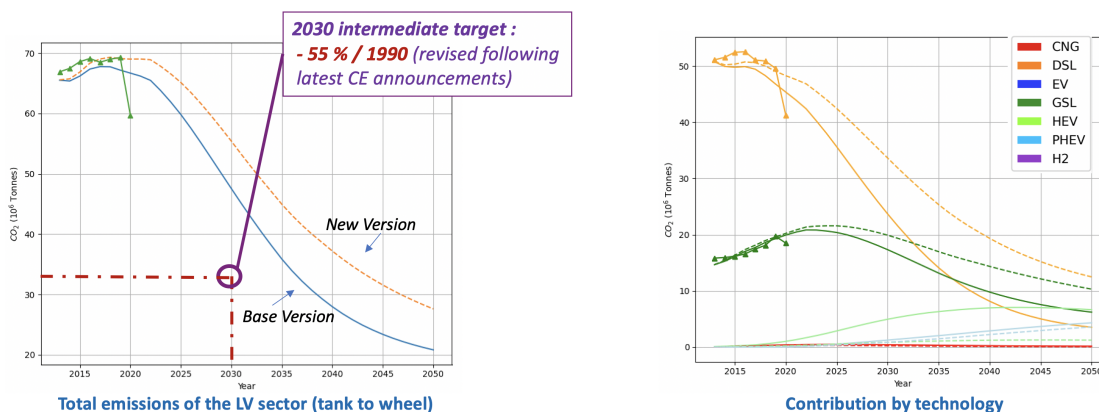 2030 intermediate target :
- 55 % / 1990 (revised following
latest CE announcements)
70
60
50
40
30
20
CO2 (10^6 Tonnes)
New Version
Base Version
2015 2020 2025 2030 2035 2040 2045 2050
Year
Total emissions of the LV sector (tank to wheel)
CNG
DSL
EV
GSL
HEV
PHEV
H2
50
40
30
20
10
0
CO2 (10^6 Tonnes)
2015 2020 2025 2030 2035 2040 2045 2050
Year
Contribution by technology